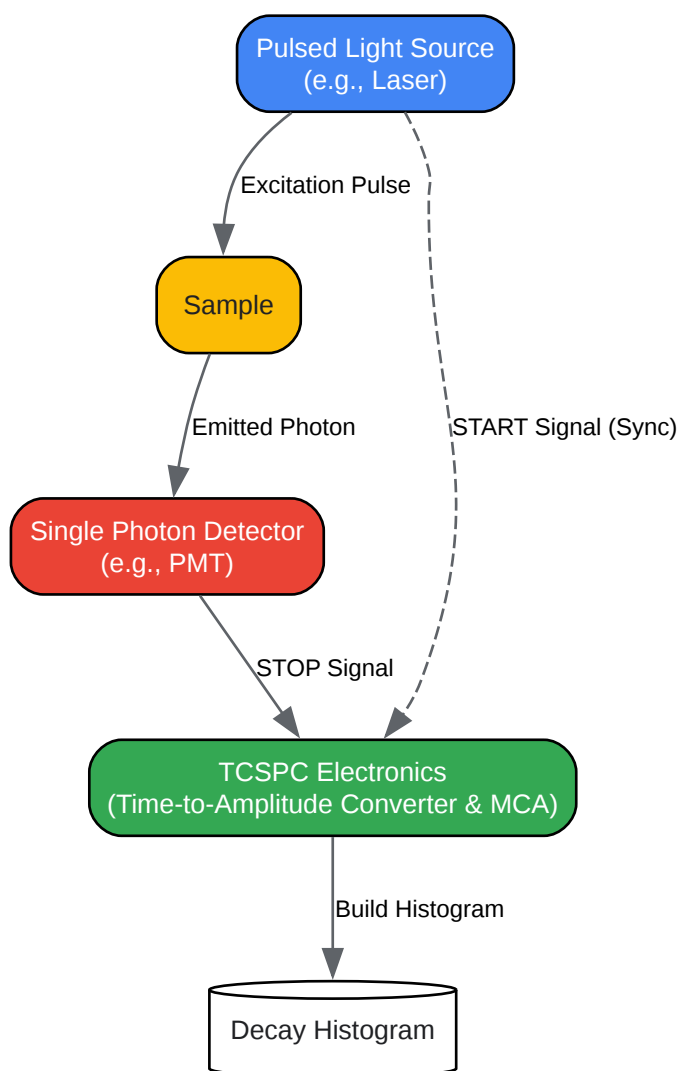 Pulsed Light Source
(e.g., Laser)
Excitation Pulse
Sample
Emitted Photon
START Signal (Sync)
Single Photon Detector
(e.g., PMT)
STOP Signal
TCSPC Electronics
(Time-to-Amplitude Converter & MCA)
Build Histogram
Decay Histogram